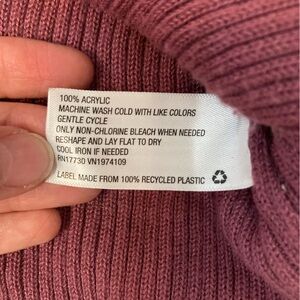 100% ACRYLIC
MACHINE WASH COLD WITH LIKE COLORS
GENTLE CYCLE
ONLY NON-CHLORINE BLEACH WHEN NEEDED
RESHAPE AND LAY FLAT TO DRY
COOL IRON IF NEEDED
RN17730 VN1974109
LABEL MADE FROM 100% RECYCLED PLASTIC